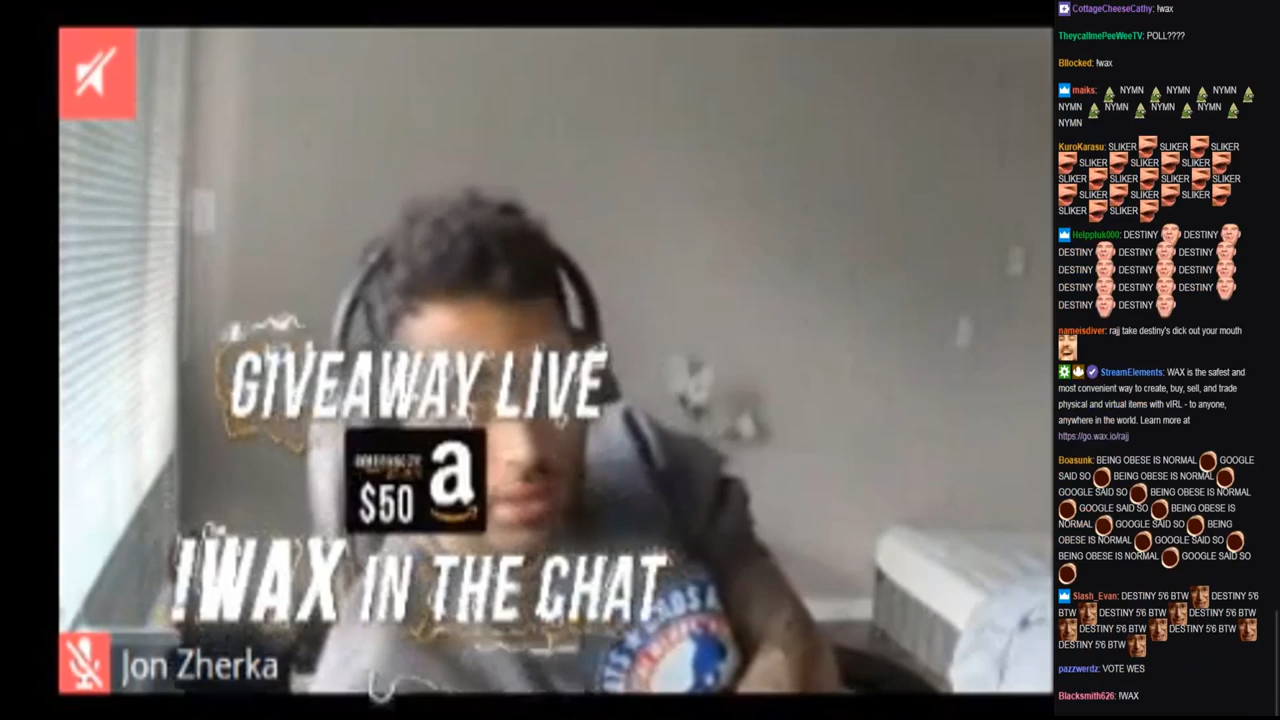 GIVEAWAY LIVE
$50
a
!WAX IN THE CHAT
Jon Zherka
CottageCheeseCathy: !wax
TheycallmePeeWeeTV: POLL????
Bllocked: !wax
maiks: NYMN NYMN NYMN
NYMN NYMN NYMN NYMN
NYMN
KuroKarasu: SLIKER SLIKER SLIKER
SLIKER SLIKER SLIKER
SLIKER SLIKER SLIKER SLIKER
SLIKER SLIKER SLIKER
SLIKER SLIKER
Helppluk000: DESTINY DESTINY
DESTINY DESTINY DESTINY
DESTINY DESTINY DESTINY
DESTINY DESTINY DESTINY
DESTINY DESTINY
nameisdiver: rajj take destiny's dick out your mouth
StreamElements: WAX is the safest and
most convenient way to create, buy, sell, and trade
physical and virtual items with vIRL - to anyone,
anywhere in the world. Learn more at
https://go.wax.io/rajj
Boasunk: BEING OBESE IS NORMAL GOOGLE
SAID SO BEING OBESE IS NORMAL
GOOGLE SAID SO BEING OBESE IS NORMAL
GOOGLE SAID SO BEING OBESE IS
NORMAL GOOGLE SAID SO BEING
OBESE IS NORMAL GOOGLE SAID SO
BEING OBESE IS NORMAL GOOGLE SAID SO
Slash_Evan: DESTINY 5'6 BTW DESTINY 5'6
BTW DESTINY 5'6 BTW DESTINY 5'6 BTW
DESTINY 5'6 BTW DESTINY 5'6 BTW
DESTINY 5'6 BTW
pazzwerdz: VOTE WES
Blacksmith626: !WAX